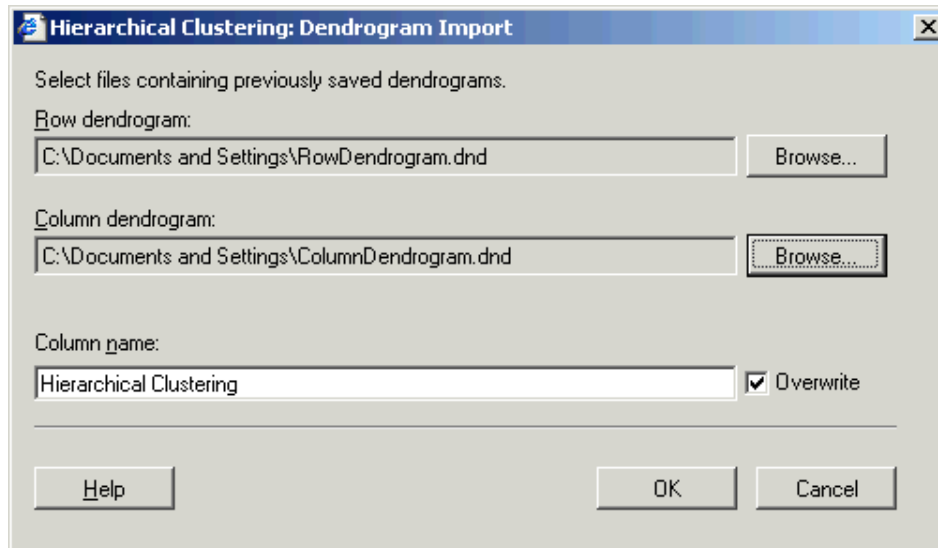 Hierarchical Clustering: Dendrogram Import
Select files containing previously saved dendrograms.
Row dendrogram:
C:\Documents and Settings\RowDendrogram.dnd
Browse...
Column dendrogram:
C:\Documents and Settings\ColumnDendrogram.dnd
Browse...
Column name:
Hierarchical Clustering
Overwrite
Help
OK
Cancel